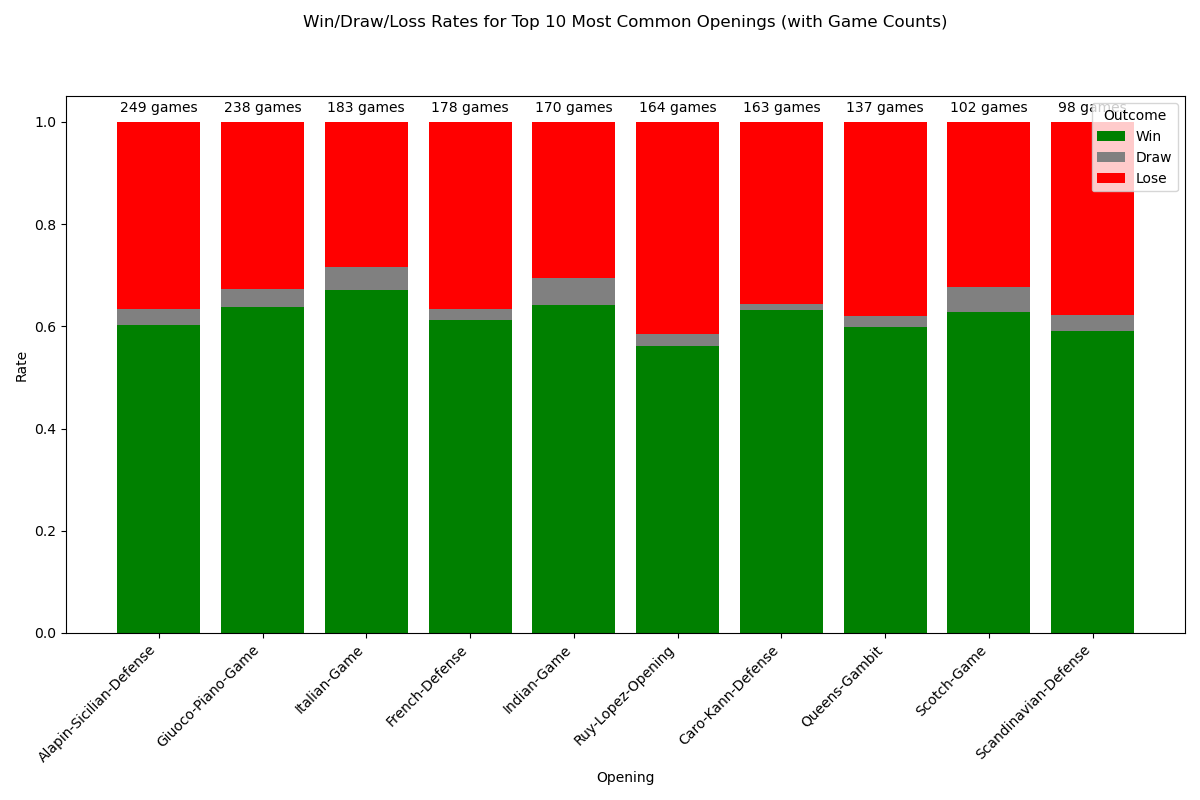 Win/Draw/Loss Rates for Top 10 Most Common Openings (with Game Counts)
249 games
238 games
183 games
178 games
170 games
164 games
163 games
137 games
102 games
98 games
Outcome
Win
Draw
Lose
1.0
0.8
0.6
0.4
0.2
0.0
Rate
Alapin-Sicilian-Defense
Giuoco-Piano-Game
Italian-Game
French-Defense
Indian-Game
Ruy-Lopez-Opening
Caro-Kann-Defense
Queens-Gambit
Scotch-Game
Scandinavian-Defense
Opening